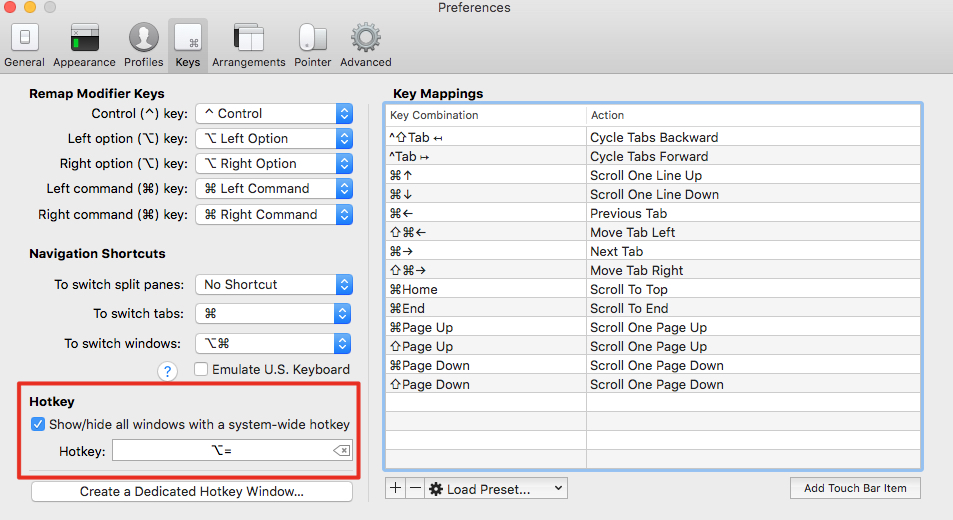 Preferences
General Appearance Profiles Keys Arrangements Pointer Advanced
Remap Modifier Keys
Control (^) key: ^ Control
Left option (⌥) key: ⌥ Left Option
Right option (⌥) key: ⌥ Right Option
Left command (⌘) key: ⌘ Left Command
Right command (⌘) key: ⌘ Right Command
Navigation Shortcuts
To switch split panes: No Shortcut
To switch tabs: ⌘
To switch windows: ⌥⌘
? Emulate U.S. Keyboard
Hotkey
Show/hide all windows with a system-wide hotkey
Hotkey: ⌥=
Create a Dedicated Hotkey Window...
Key Mappings
Key Combination Action
^⇧Tab ↤ Cycle Tabs Backward
^Tab ↦ Cycle Tabs Forward
⌘↑ Scroll One Line Up
⌘↓ Scroll One Line Down
⌘← Previous Tab
⇧⌘← Move Tab Left
⌘→ Next Tab
⇧⌘→ Move Tab Right
⌘Home Scroll To Top
⌘End Scroll To End
⌘Page Up Scroll One Page Up
⇧Page Up Scroll One Page Up
⌘Page Down Scroll One Page Down
⇧Page Down Scroll One Page Down
+ − Load Preset... Add Touch Bar Item